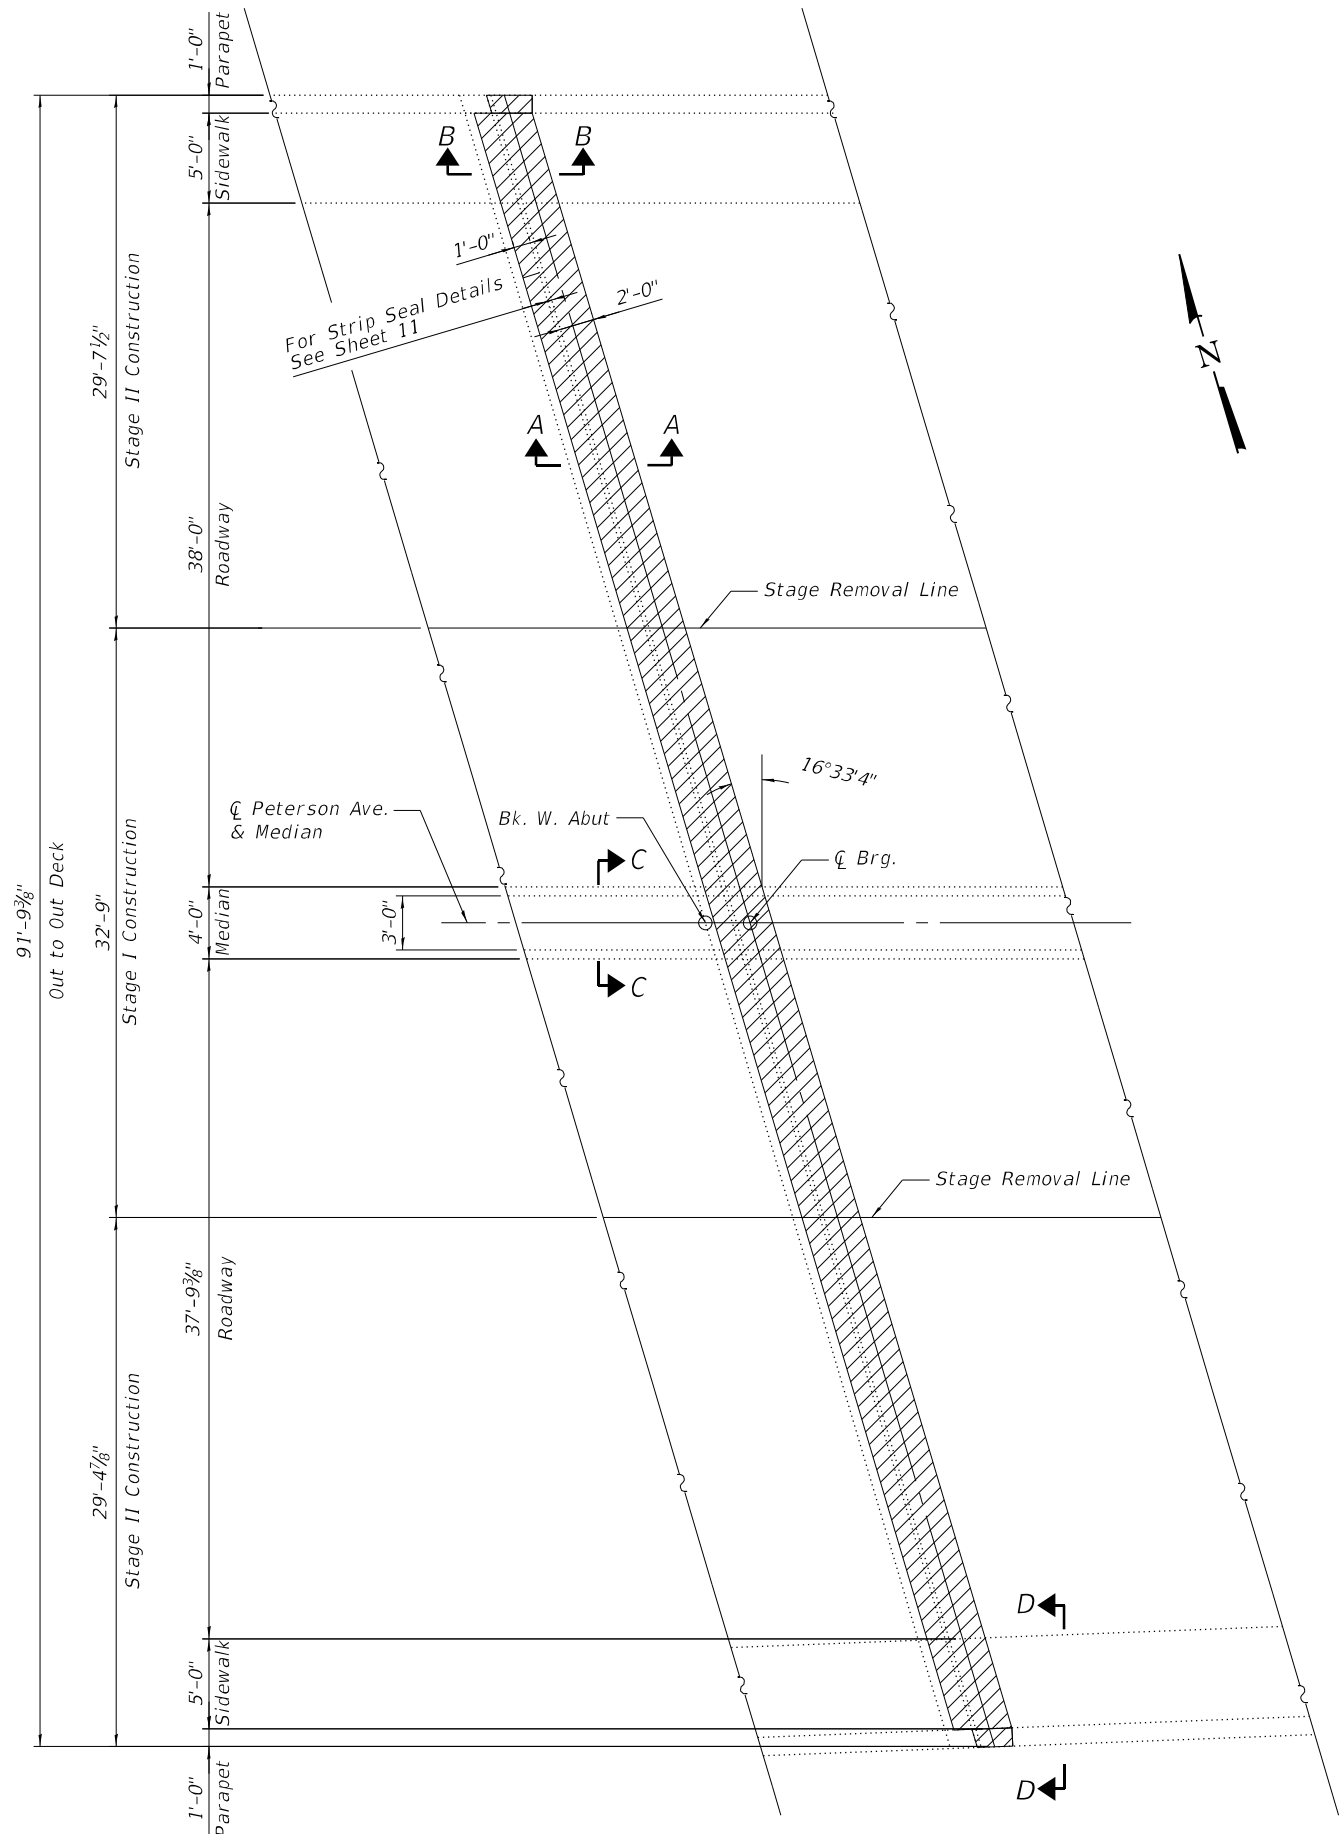 1'-0"
Parapet
5'-0"
Sidewalk
B
B
1'-0"
For Strip Seal Details
See Sheet 11
2'-0"
N
29'-7½"
Stage II Construction
A
A
38'-0"
Roadway
Stage Removal Line
16°33'4"
℄ Peterson Ave.
& Median
Bk. W. Abut
℄ Brg.
C
91'-9⅜"
Out to Out Deck
32'-9"
Stage I Construction
4'-0"
Median
3'-0"
C
Stage Removal Line
37'-9⅜"
Roadway
29'-4⅞"
Stage II Construction
D
5'-0"
Sidewalk
D
1'-0"
Parapet